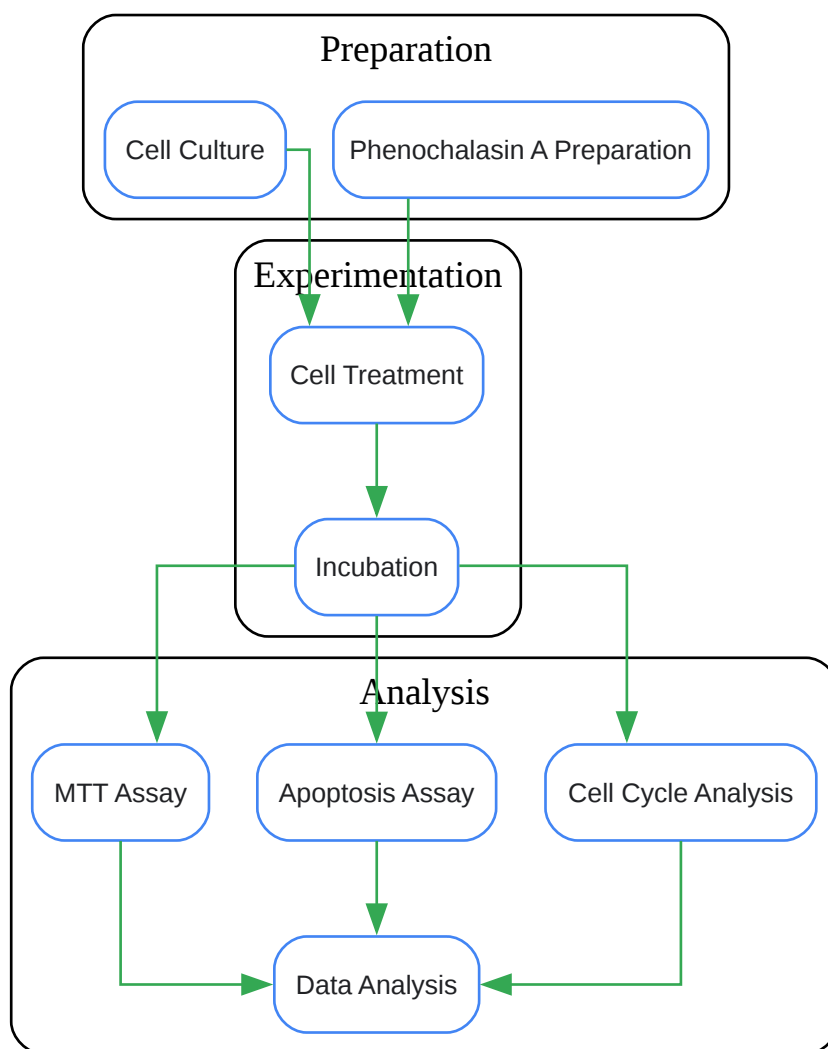 Preparation
Cell Culture
Phenochalasin A Preparation
Experimentation
Cell Treatment
Incubation
Analysis
MTT Assay
Apoptosis Assay
Cell Cycle Analysis
Data Analysis